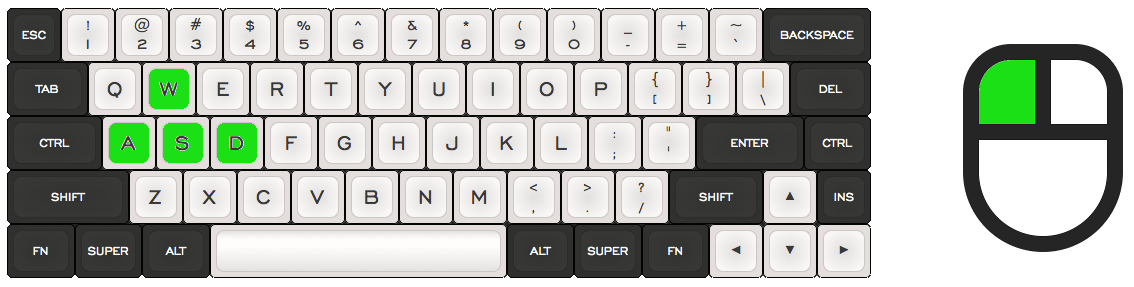 ESC ! 1 @ 2 # 3 $ 4 % 5 ^ 6 & 7 * 8 ( 9 ) 0 _ - + = ~ ` BACKSPACE
TAB Q W E R T Y U I O P { [ } ] | \ DEL
CTRL A S D F G H J K L : ; " ' ENTER CTRL
SHIFT Z X C V B N M < , > . ? / SHIFT ▲ INS
FN SUPER ALT ALT SUPER FN ◄ ▼ ►